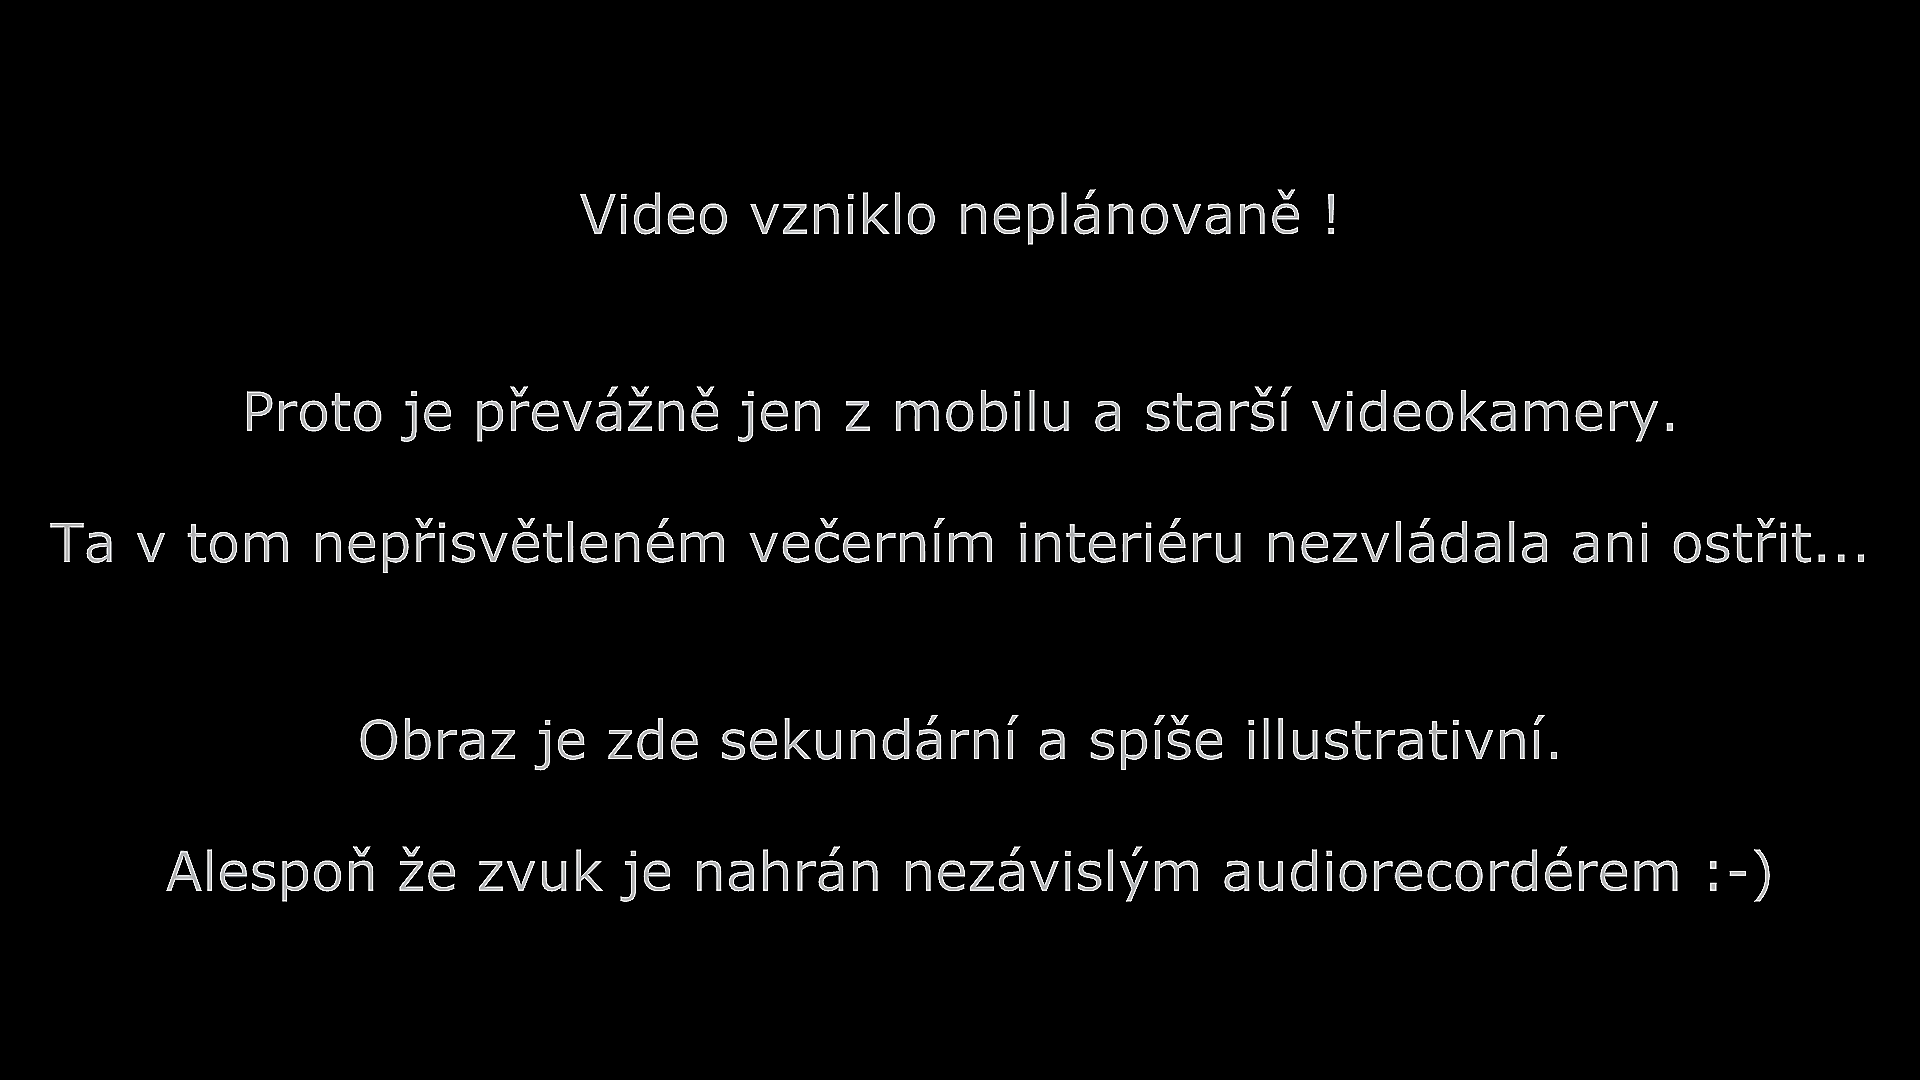 Video vzniklo neplánovaně !
Proto je převážně jen z mobilu a starší videokamery.
Ta v tom nepřisvětleném večerním interiéru nezvládala ani ostřit...
Obraz je zde sekundární a spíše illustrativní.
Alespoň že zvuk je nahrán nezávislým audiorecordérem :-)